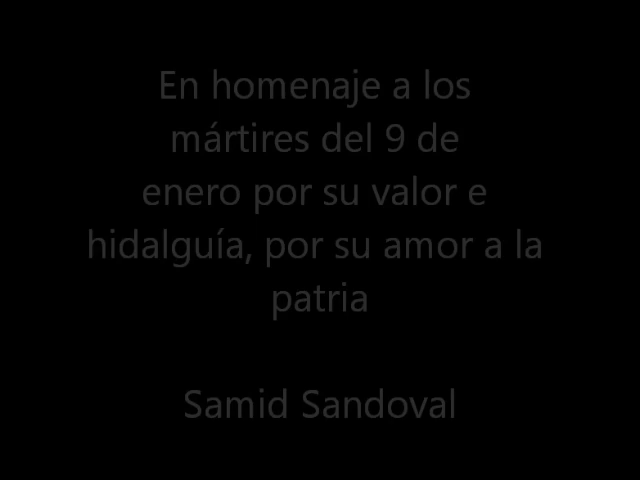 En homenaje a los
mártires del 9 de
enero por su valor e
hidalguía, por su amor a la
patria
Samid Sandoval